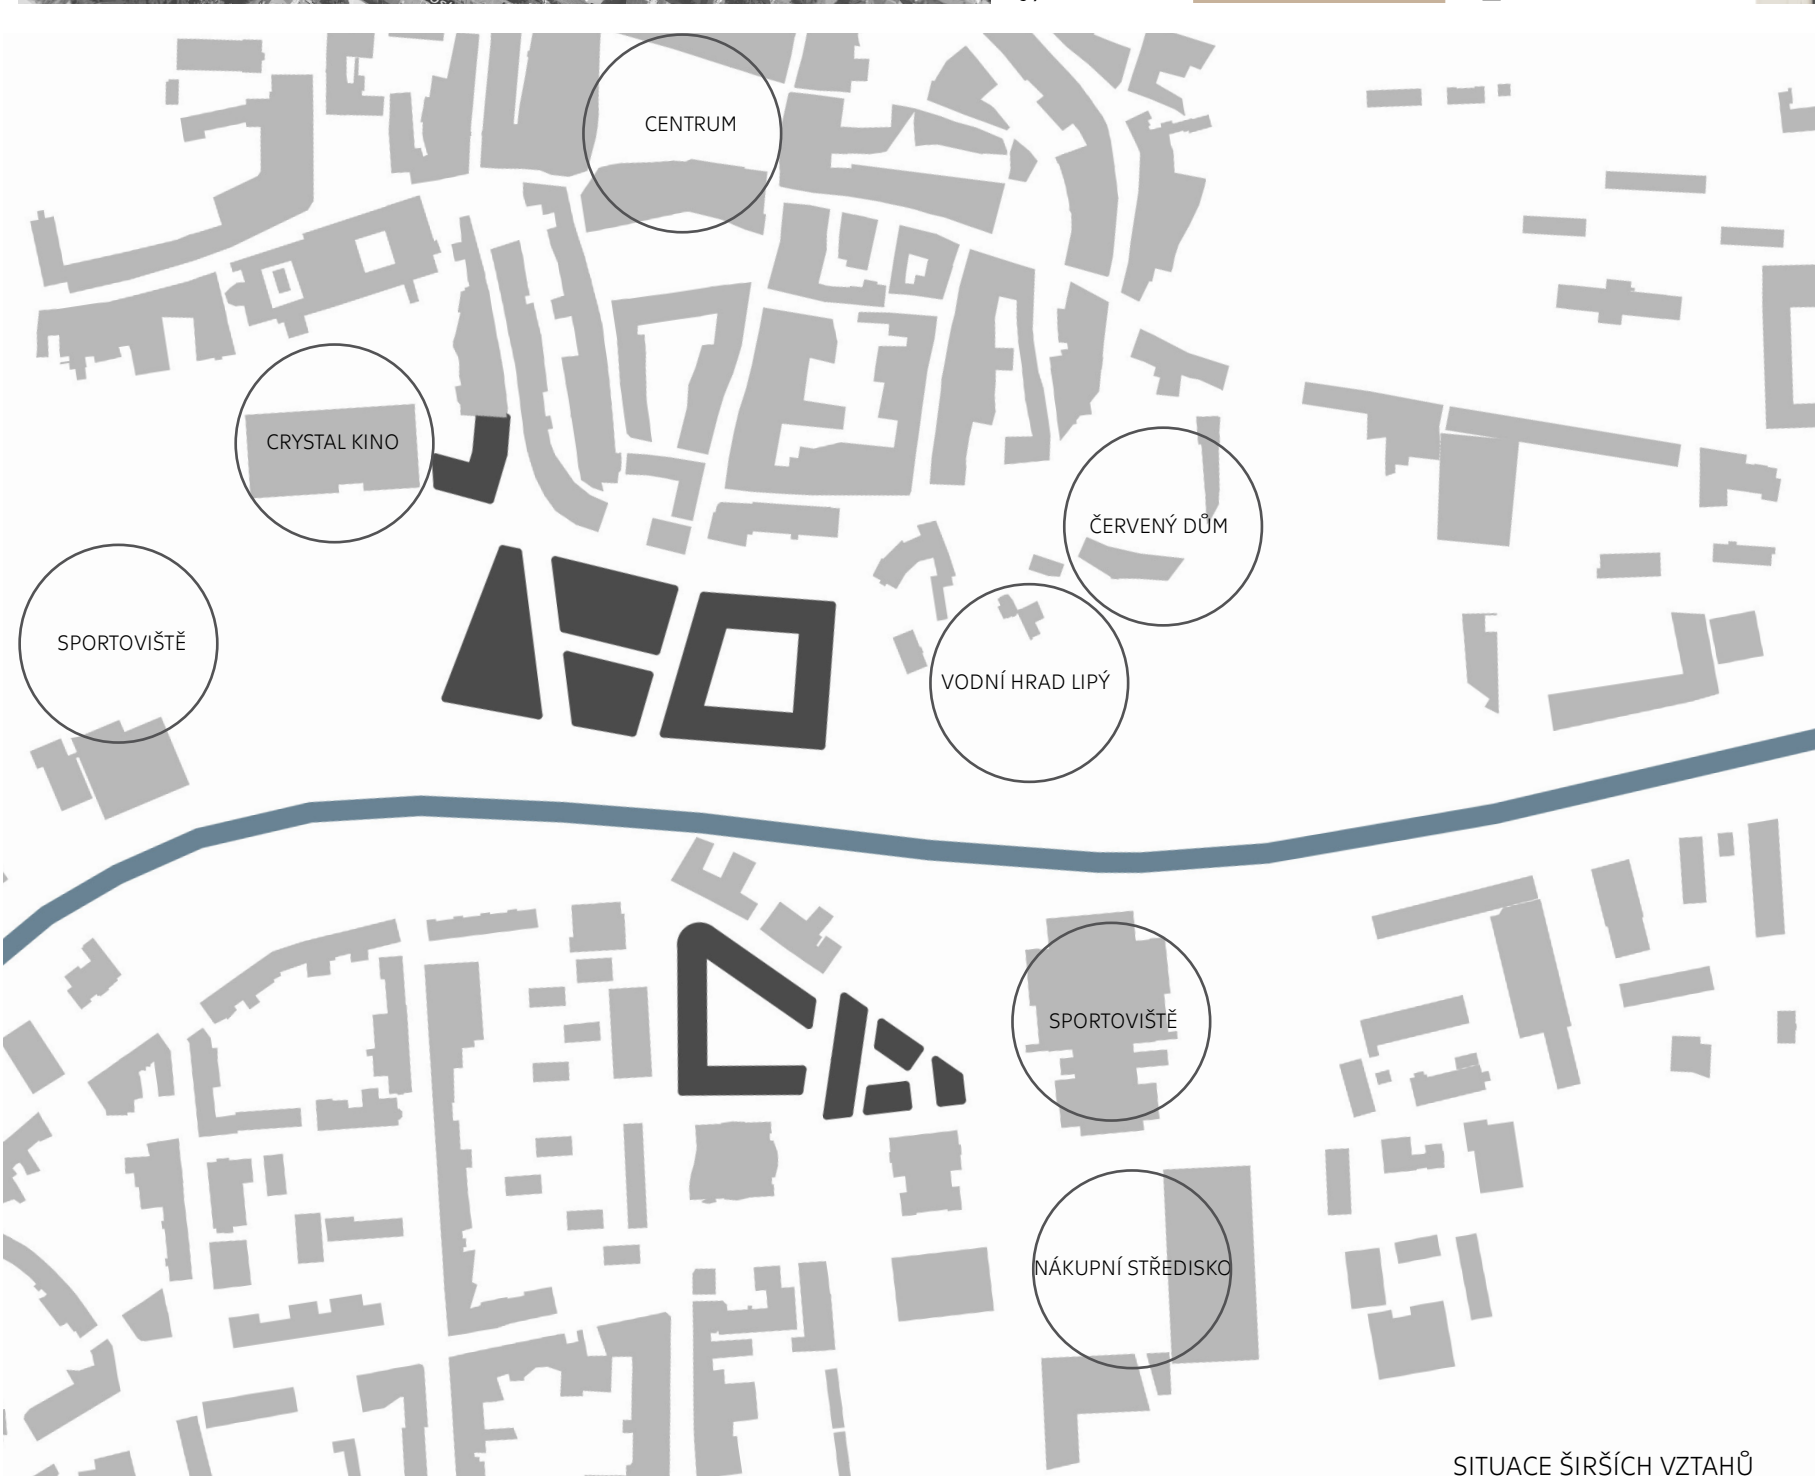 CENTRUM
CRYSTAL KINO
ČERVENÝ DŮM
SPORTOVIŠTĚ
VODNÍ HRAD LIPÝ
SPORTOVIŠTĚ
NÁKUPNÍ STŘEDISKO
SITUACE ŠIRŠÍCH VZTAHŮ